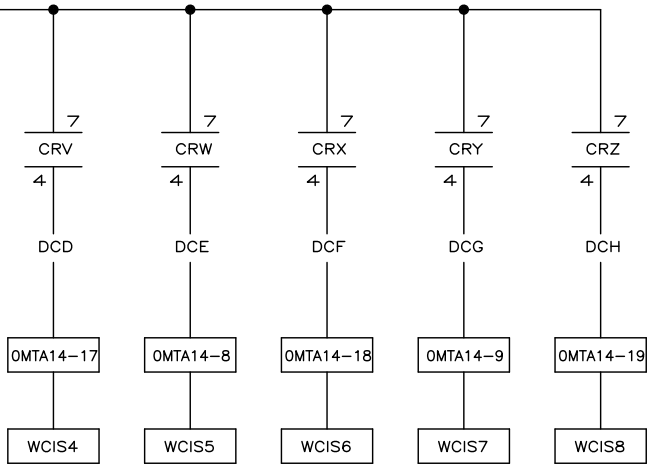 7 7 7 7 7
CRV CRW CRX CRY CRZ
4 4 4 4 4
DCD DCE DCF DCG DCH
0MTA14-17 0MTA14-8 0MTA14-18 0MTA14-9 0MTA14-19
WCIS4 WCIS5 WCIS6 WCIS7 WCIS8